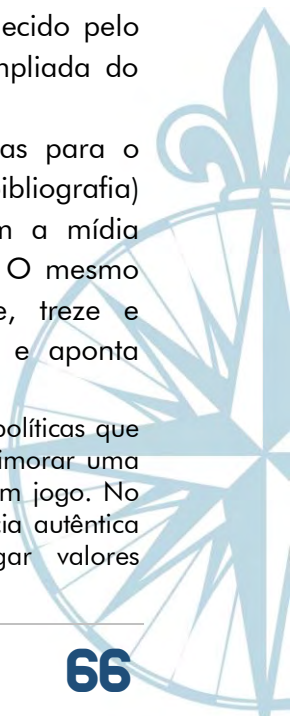 ecido pelo
npliada do
as para o
ibliografia)
m a mídia
O mesmo
e, treze e
e aponta
políticas que
imorar uma
m jogo. No
cia autêntica
gar valores
66